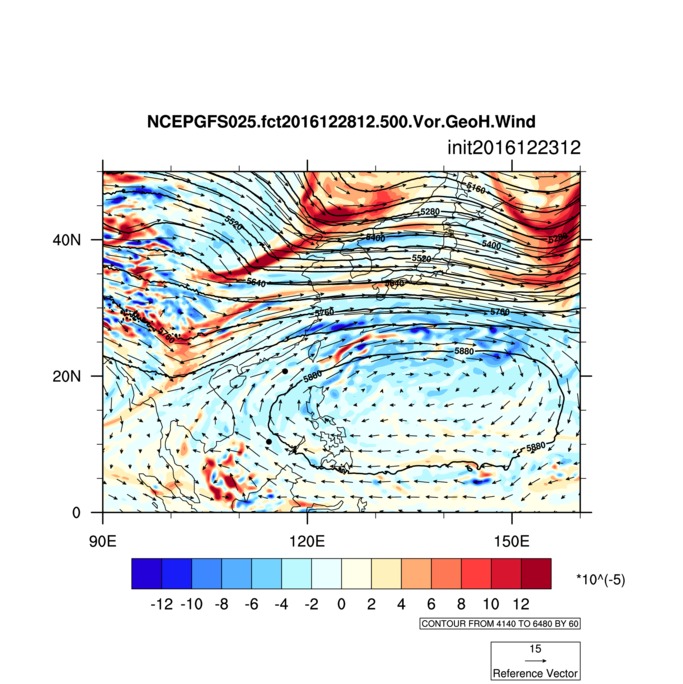 NCEPGFS025.fct2016122812.500.Vor.GeoH.Wind
init2016122312
5160
5520
5280
5400
5400
5520
5640
5640
5760
5760
5760
5880
5880
5880
40N
20N
0
90E 120E 150E
-12 -10 -8 -6 -4 -2 0 2 4 6 8 10 12
*10^(-5)
CONTOUR FROM 4140 TO 6480 BY 60
15
Reference Vector